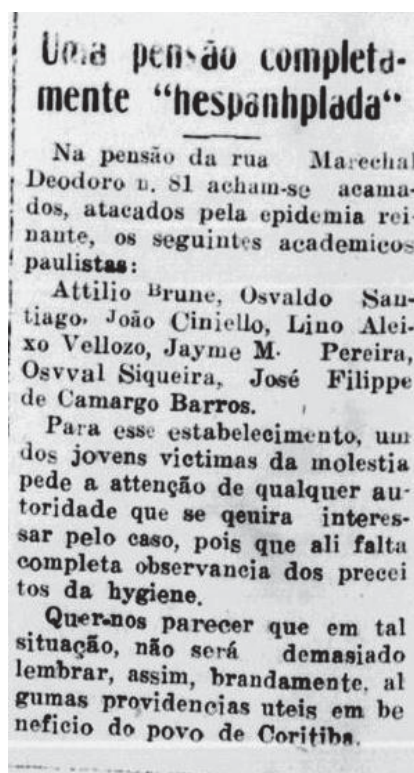 Uma pensão completa-
mente "hespanhplada"
Na pensão da rua Marechal
Deodoro n. 81 acham-se acama-
dos, atacados pela epidemia rei-
nante, os seguintes academicos
paulistas:
Attilio Brune, Osvaldo San-
tiago. João Ciniello, Lino Alei-
xo Vellozo, Jayme M. Pereira,
Osvval Siqueira, José Filippe
de Camargo Barros.
Para esse estabelecimento, um
dos jovens victimas da molestia
pede a attenção de qualquer au-
toridade que se qeuira interes-
sar pelo caso, pois que ali falta
completa observancia dos precei
tos da hygiene.
Quer-nos parecer que em tal
situação, não será demasiado
lembrar, assim, brandamente, al
gumas providencias uteis em be
neficio do povo de Coritiba.